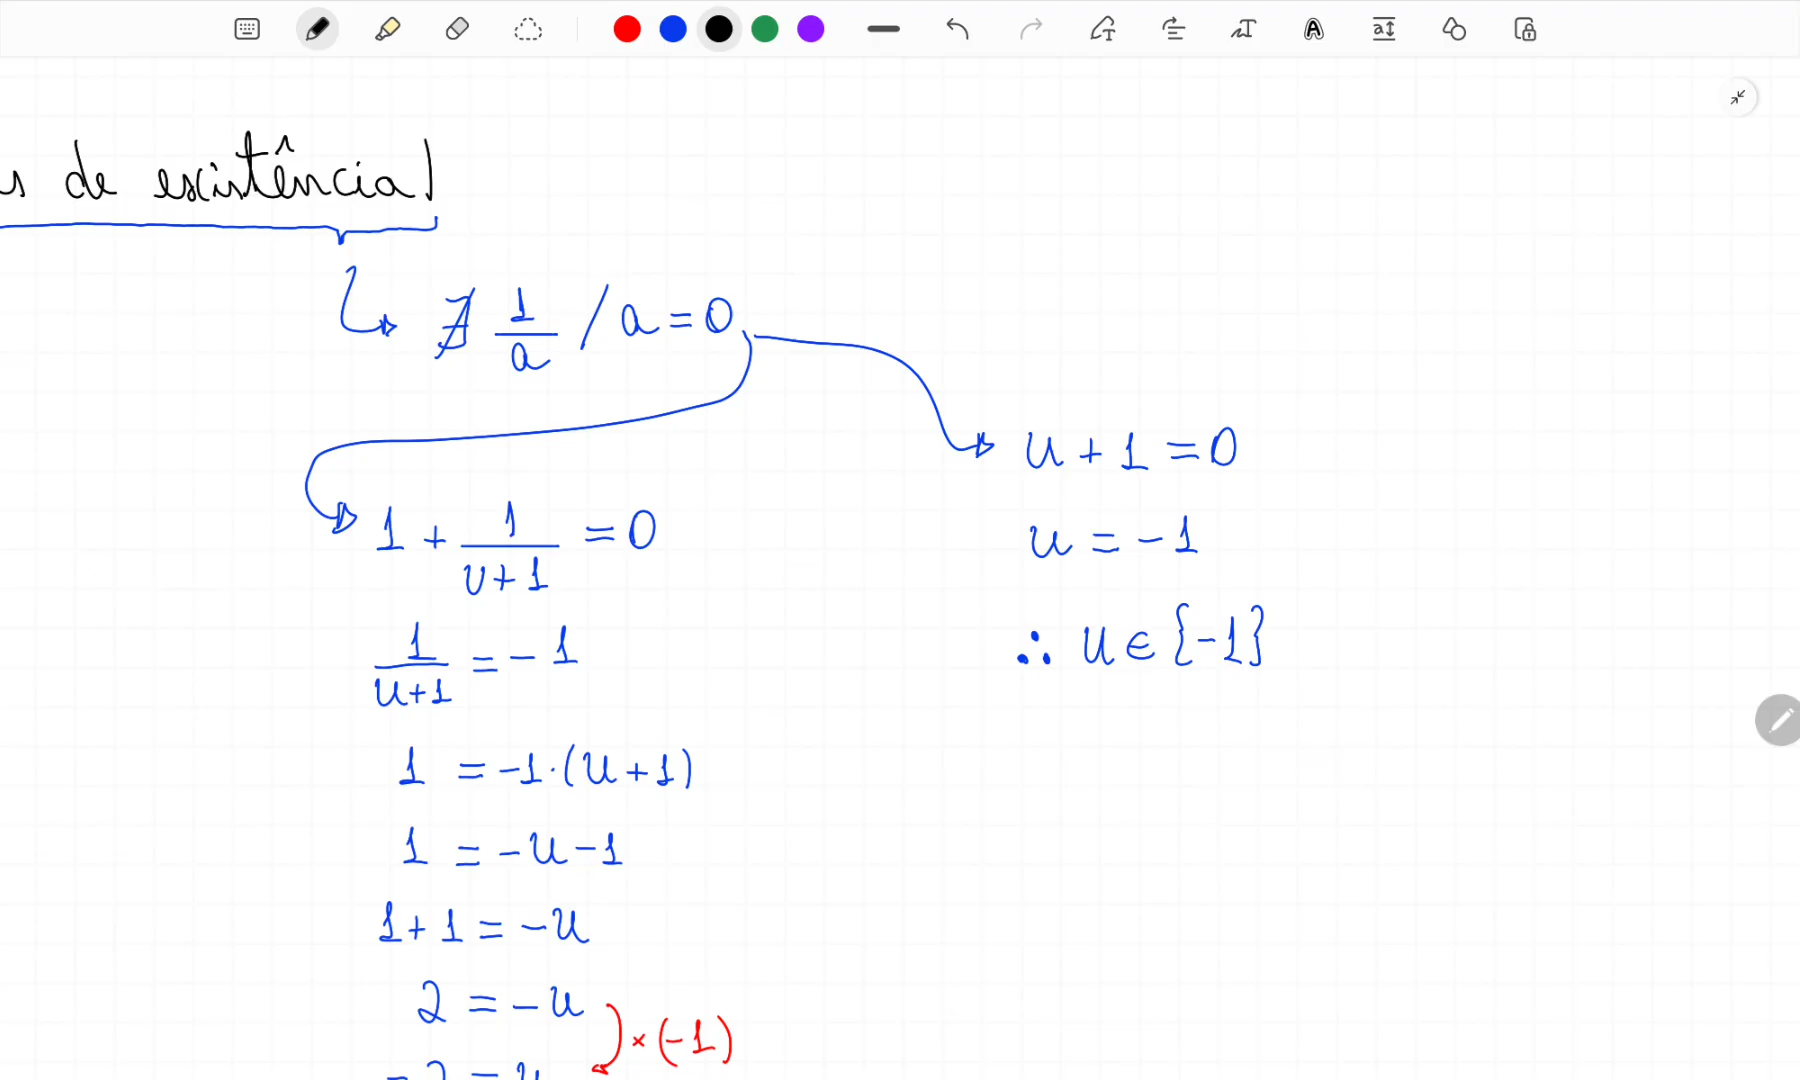 s de existência)
∄ 1/a / a = 0
u + 1 = 0
u = -1
∴ u ∈ {-1}
1 + 1/(u+1) = 0
1/(u+1) = -1
1 = -1·(u+1)
1 = -u-1
1+1 = -u
2 = -u
×(-1)
-2 = u